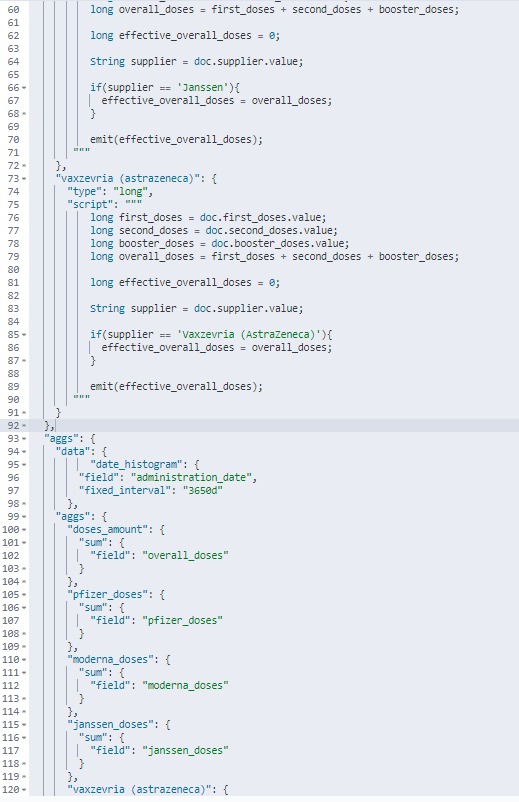 60 long overall_doses = first_doses + second_doses + booster_doses;
61
62 long effective_overall_doses = 0;
63
64 String supplier = doc.supplier.value;
65
66 if(supplier == 'Janssen'){
67 effective_overall_doses = overall_doses;
68 }
69
70 emit(effective_overall_doses);
71 """
72 },
73 "vaxzevria (astrazeneca)": {
74 "type": "long",
75 "script": """
76 long first_doses = doc.first_doses.value;
77 long second_doses = doc.second_doses.value;
78 long booster_doses = doc.booster_doses.value;
79 long overall_doses = first_doses + second_doses + booster_doses;
80
81 long effective_overall_doses = 0;
82
83 String supplier = doc.supplier.value;
84
85 if(supplier == 'Vaxzevria (AstraZeneca)'){
86 effective_overall_doses = overall_doses;
87 }
88
89 emit(effective_overall_doses);
90 """
91 }
92 },
93 "aggs": {
94 "data": {
95 "date_histogram": {
96 "field": "administration_date",
97 "fixed_interval": "3650d"
98 },
99 "aggs": {
100 "doses_amount": {
101 "sum": {
102 "field": "overall_doses"
103 }
104 },
105 "pfizer_doses": {
106 "sum": {
107 "field": "pfizer_doses"
108 }
109 },
110 "moderna_doses": {
111 "sum": {
112 "field": "moderna_doses"
113 }
114 },
115 "janssen_doses": {
116 "sum": {
117 "field": "janssen_doses"
118 }
119 },
120 "vaxzevria (astrazeneca)": {